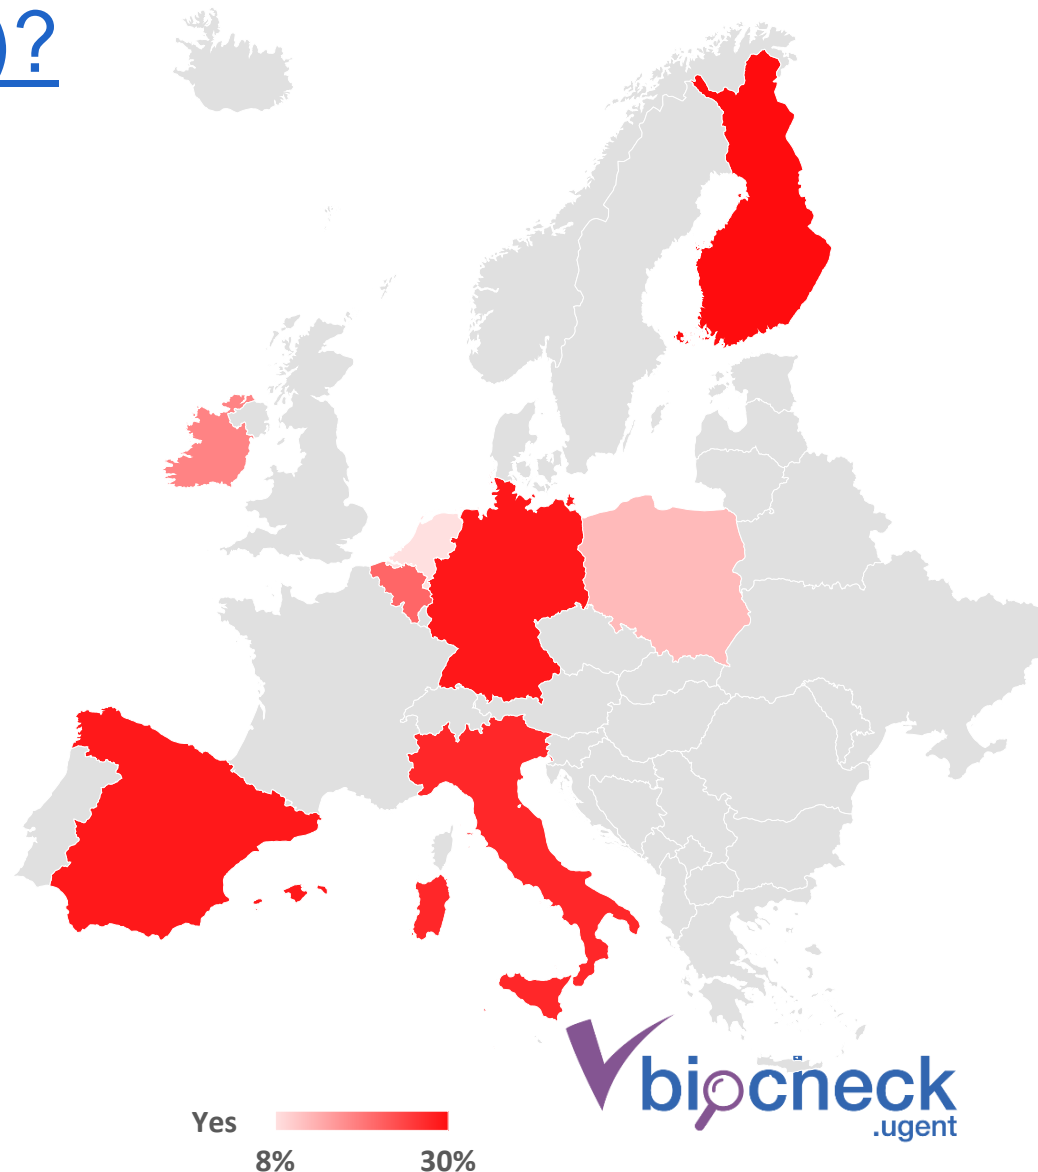 )?
biocheck
.ugent
Yes
8%
30%